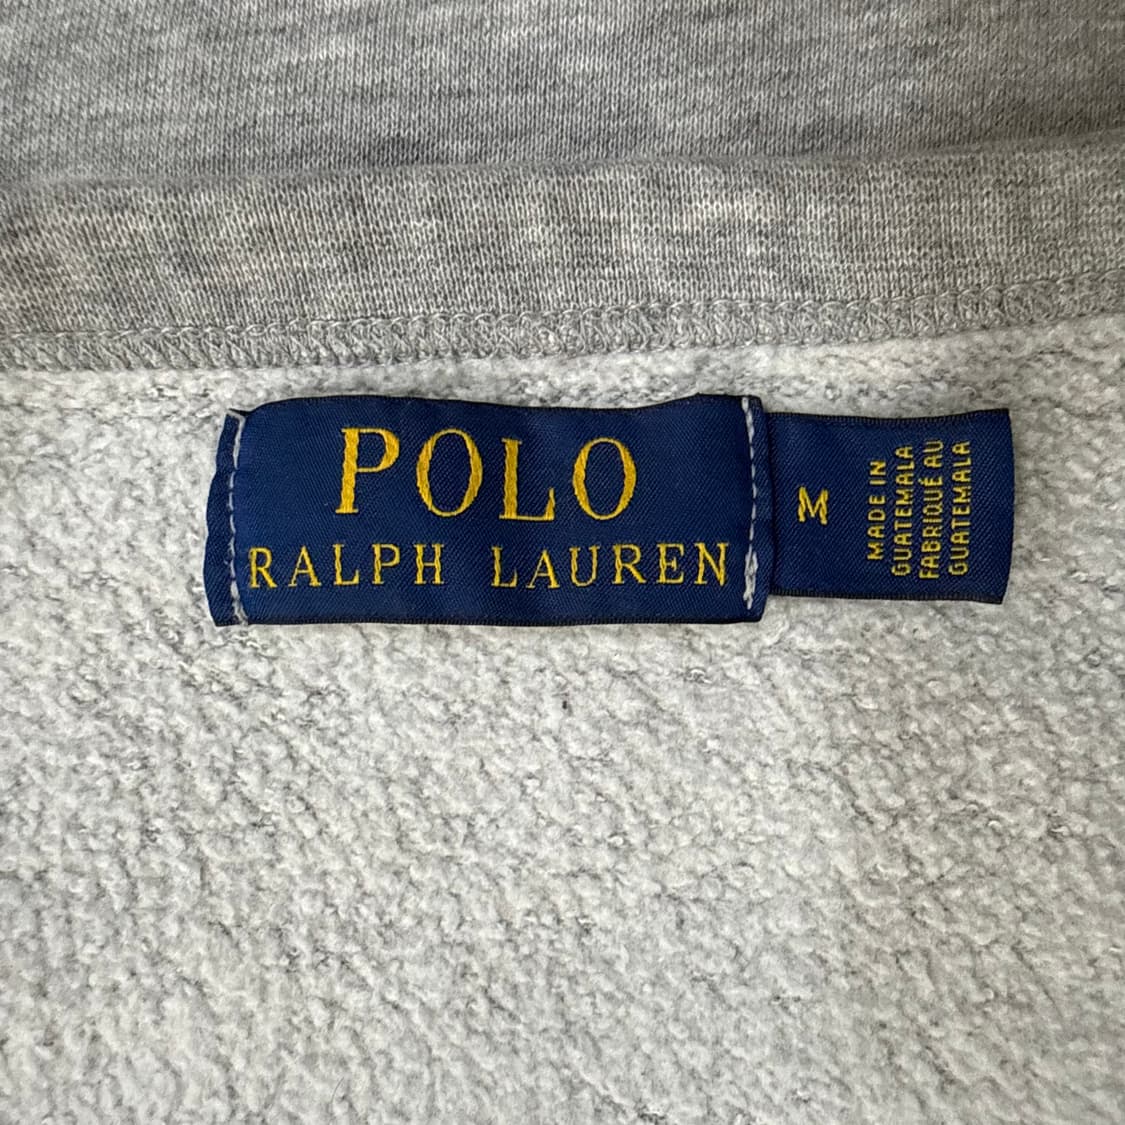 POLO
RALPH LAUREN
M
MADE IN
GUATEMALA
FABRIQUÉ AU
GUATEMALA